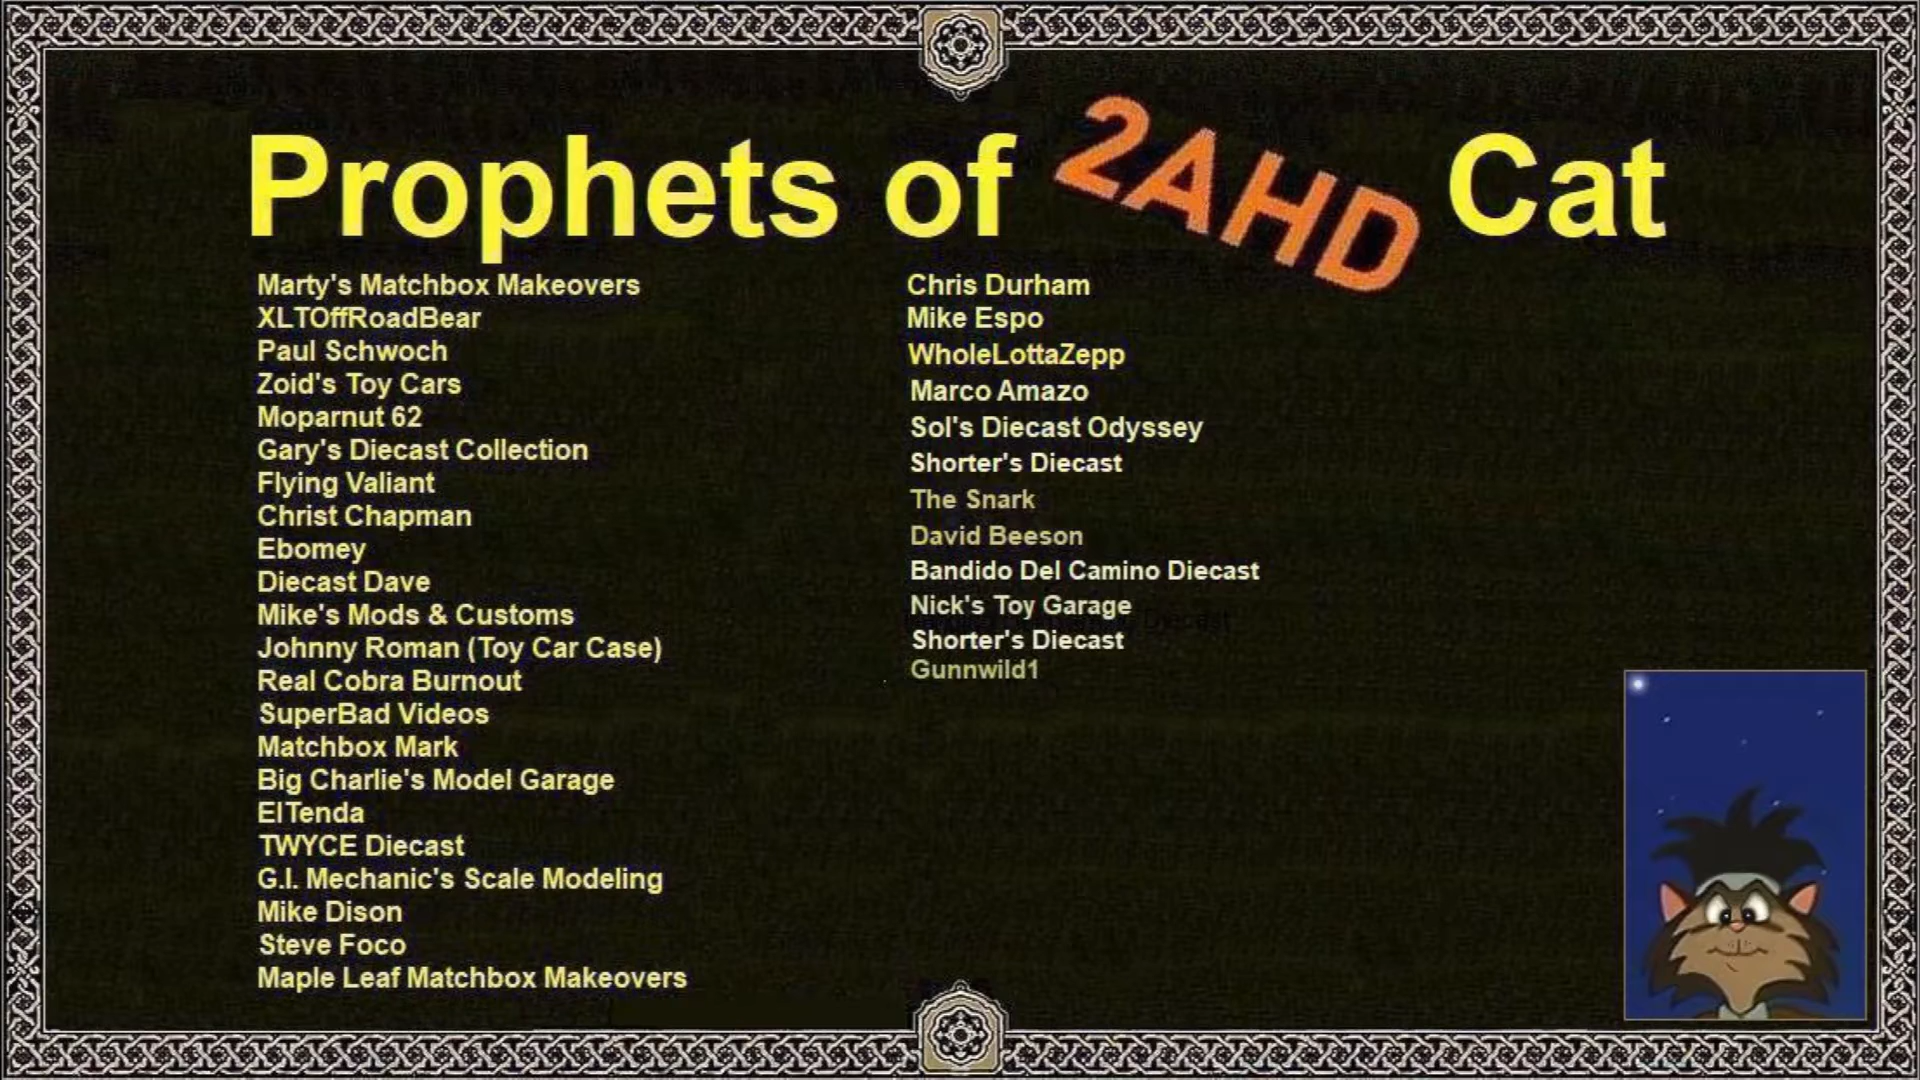 Prophets of 2AHD Cat
Marty's Matchbox Makeovers
XLTOffRoadBear
Paul Schwoch
Zoid's Toy Cars
Moparnut 62
Gary's Diecast Collection
Flying Valiant
Christ Chapman
Ebomey
Diecast Dave
Mike's Mods & Customs
Johnny Roman (Toy Car Case)
Real Cobra Burnout
SuperBad Videos
Matchbox Mark
Big Charlie's Model Garage
ElTenda
TWYCE Diecast
G.I. Mechanic's Scale Modeling
Mike Dison
Steve Foco
Maple Leaf Matchbox Makeovers
Chris Durham
Mike Espo
WholeLottaZepp
Marco Amazo
Sol's Diecast Odyssey
Shorter's Diecast
The Snark
David Beeson
Bandido Del Camino Diecast
Nick's Toy Garage
Diecast
Shorter's Diecast
Gunnwild1